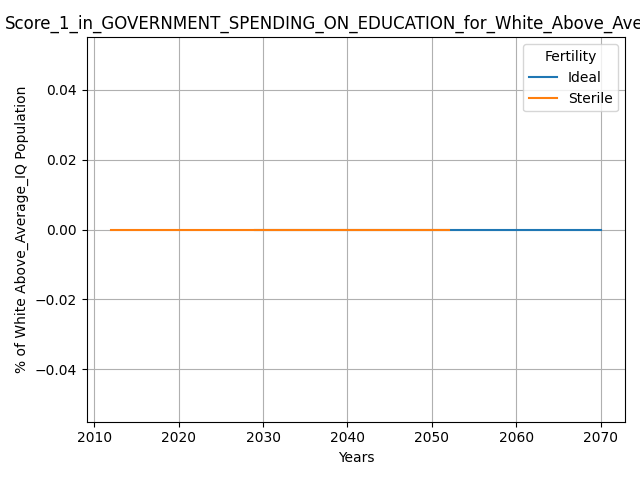 Score_1_in_GOVERNMENT_SPENDING_ON_EDUCATION_for_White_Above_Ave
Fertility
Ideal
Sterile
0.04
0.02
0.00
−0.02
−0.04
% of White Above_Average_IQ Population
2010 2020 2030 2040 2050 2060 2070
Years